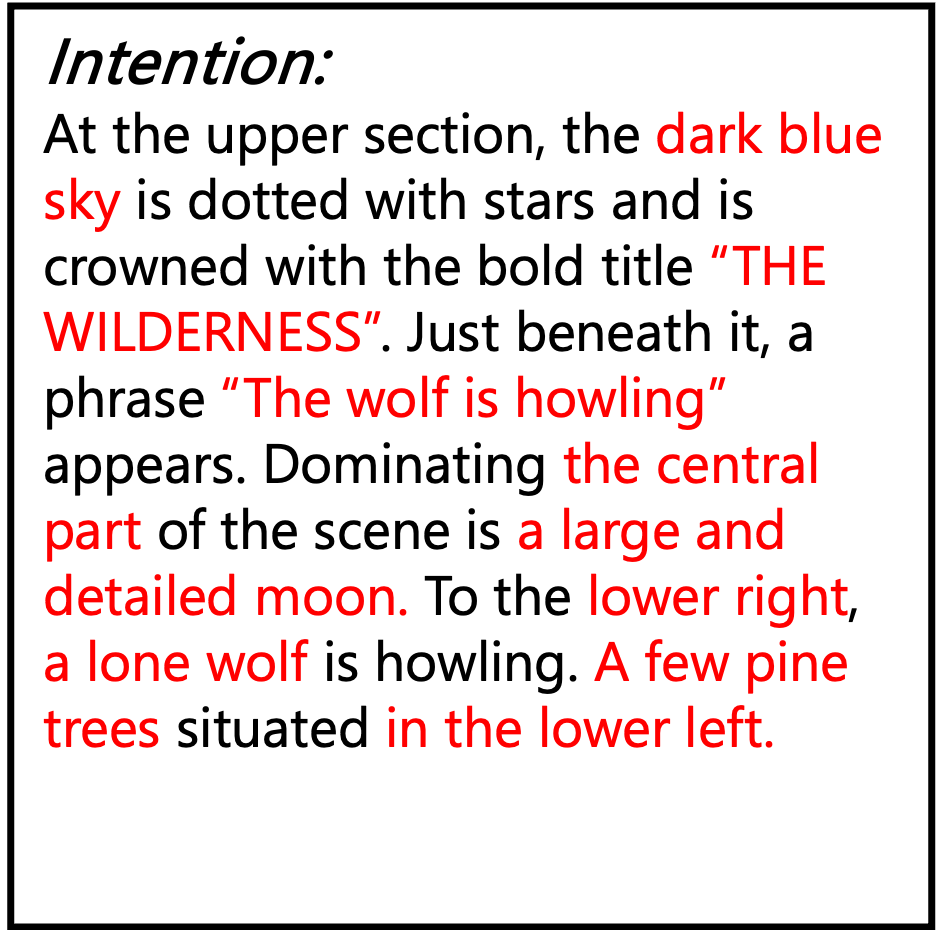 Intention:
At the upper section, the dark blue
sky is dotted with stars and is
crowned with the bold title “THE
WILDERNESS”. Just beneath it, a
phrase “The wolf is howling”
appears. Dominating the central
part of the scene is a large and
detailed moon. To the lower right,
a lone wolf is howling. A few pine
trees situated in the lower left.